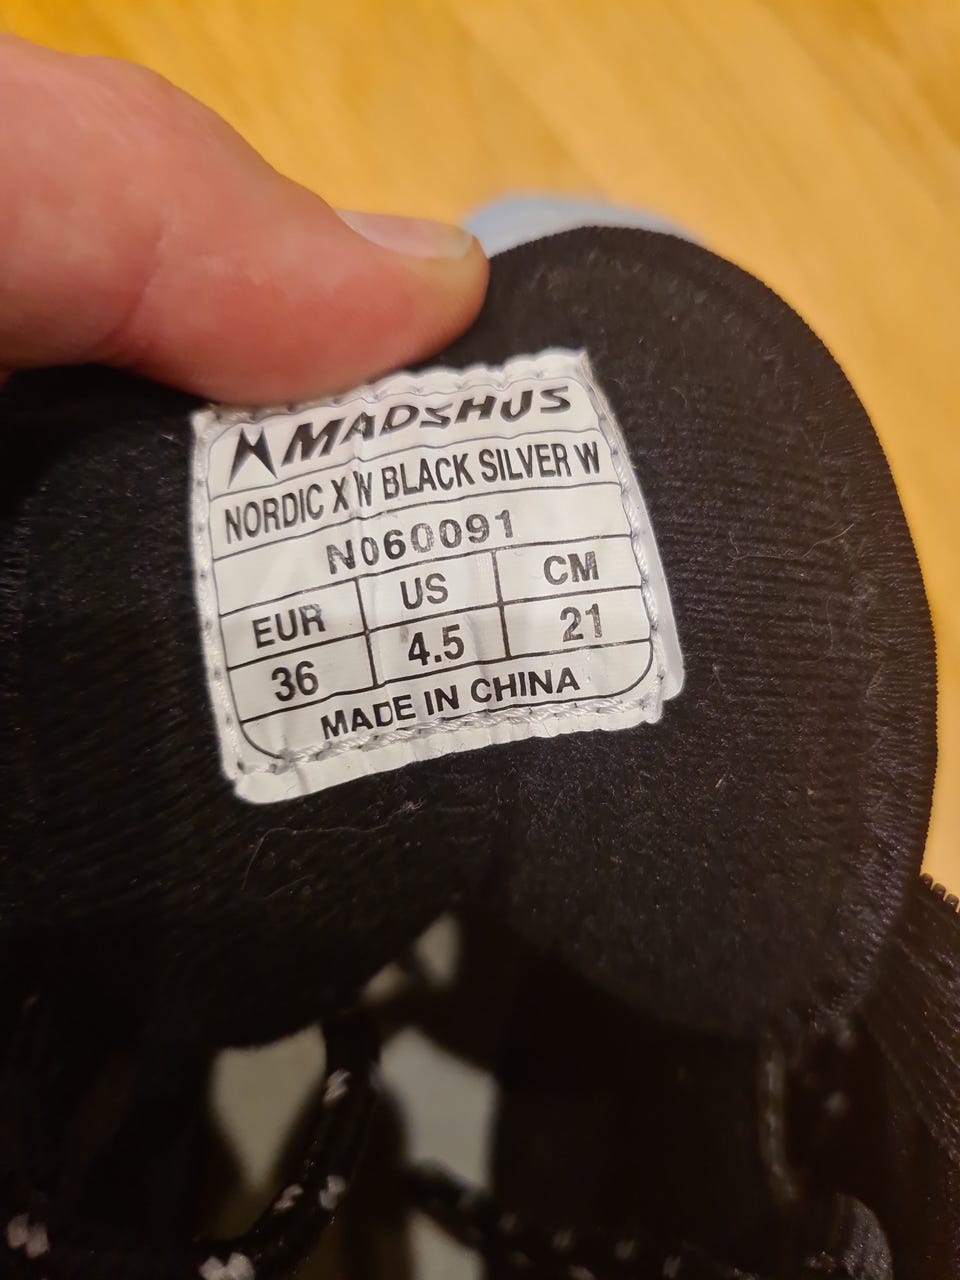 MADSHUS
NORDIC X W BLACK SILVER W
N060091
EUR US CM
36 4.5 21
MADE IN CHINA